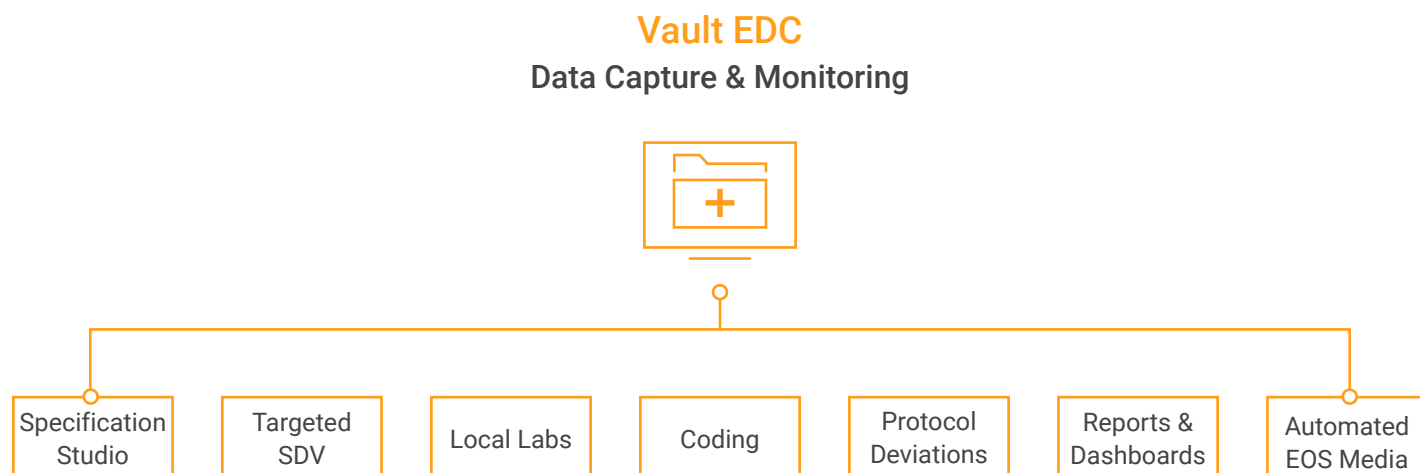 Vault EDC
Data Capture & Monitoring
Specification
Studio
Targeted
SDV
Local Labs
Coding
Protocol
Deviations
Reports &
Dashboards
Automated
EOS Media